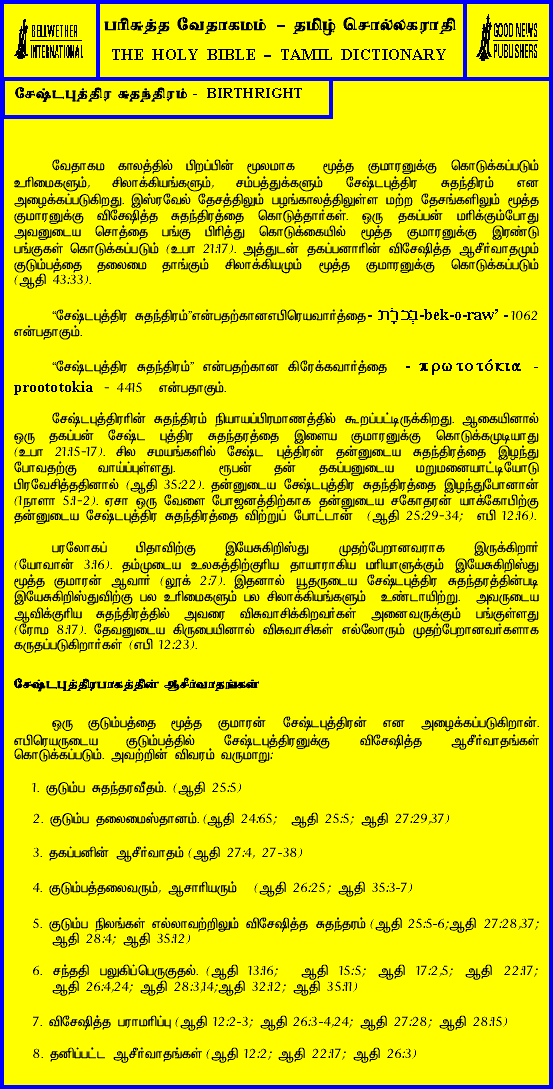 BELLWETHER
INTERNATIONAL
பரிசுத்த வேதாகமம் – தமிழ் சொல்லகராதி
THE HOLY BIBLE – TAMIL DICTIONARY
GOOD NEWS
PUBLISHERS
சேஷ்டபுத்திர சுதந்திரம் - BIRTHRIGHT
வேதாகம காலத்தில் பிறப்பின் மூலமாக மூத்த குமாரனுக்கு கொடுக்கப்படும்
உரிமைகளும், சிலாக்கியங்களும், சம்பத்துக்களும் சேஷ்டபுத்திர சுதந்திரம் என
அழைக்கப்படுகிறது. இஸ்ரவேல் தேசத்திலும் பழங்காலத்திலுள்ள மற்ற தேசங்களிலும் மூத்த
குமாரனுக்கு விசேஷித்த சுதந்திரத்தை கொடுத்தார்கள். ஒரு தகப்பன் மரிக்கும்போது
அவனுடைய சொத்தை பங்கு பிரித்து கொடுக்கையில் மூத்த குமாரனுக்கு இரண்டு
பங்குகள் கொடுக்கப்படும் (உபா 21:17). அத்துடன் தகப்பனாரின் விசேஷித்த ஆசீர்வாதமும்
குடும்பத்தை தலைமை தாங்கும் சிலாக்கியமும் மூத்த குமாரனுக்கு கொடுக்கப்படும்
(ஆதி 43:33).
“சேஷ்டபுத்திர சுதந்திரம்”என்பதற்கானஎபிரெயவார்த்தை- -bek-o-raw’ -1062
என்பதாகும்.
“சேஷ்டபுத்திர சுதந்திரம்” என்பதற்கான கிரேக்கவார்த்தை - πρωτοτόκια -
proototokia - 4415 என்பதாகும்.
சேஷ்டபுத்திரரின் சுதந்திரம் நியாயப்பிரமாணத்தில் கூறப்பட்டிருக்கிறது. ஆகையினால்
ஒரு தகப்பன் சேஷ்ட புத்திர சுதந்தரத்தை இளைய குமாரனுக்கு கொடுக்கமுடியாது
(உபா 21:15-17). சில சமயங்களில் சேஷ்ட புத்திரன் தன்னுடைய சுதந்திரத்தை இழந்து
போவதற்கு வாய்ப்புள்ளது. ரூபன் தன் தகப்பனுடைய மறுமனையாட்டியோடு
பிரவேசித்ததினால் (ஆதி 35:22). தன்னுடைய சேஷ்டபுத்திர சுதந்திரத்தை இழந்துபோனான்
(1நாளா 5:1-2). ஏசா ஒரு வேளை போஜனத்திற்காக தன்னுடைய சகோதரன் யாக்கோபிற்கு
தன்னுடைய சேஷ்டபுத்திர சுதந்திரத்தை விற்றுப் போட்டான் (ஆதி 25:29-34; எபி 12:16).
பரலோகப் பிதாவிற்கு இயேசுகிறிஸ்து முதற்பேறானவராக இருக்கிறார்
(யோவான் 3:16). தம்முடைய உலகத்திற்குரிய தாயாராகிய மரியாளுக்கும் இயேசுகிறிஸ்து
மூத்த குமாரன் ஆவார் (லூக் 2:7). இதனால் யூதருடைய சேஷ்டபுத்திர சுதந்தரத்தின்படி
இயேசுகிறிஸ்துவிற்கு பல உரிமைகளும் பல சிலாக்கியங்களும் உண்டாயிற்று. அவருடைய
ஆவிக்குரிய சுதந்திரத்தில் அவரை விசுவாசிக்கிறவர்கள் அனைவருக்கும் பங்குள்ளது
(ரோம 8:17). தேவனுடைய கிருபையினால் விசுவாசிகள் எல்லோரும் முதற்பேறானவர்களாக
கருதப்படுகிறார்கள் (எபி 12:23).
சேஷ்டபுத்திரபாகத்தின் ஆசீர்வாதங்கள்
ஒரு குடும்பத்தை மூத்த குமாரன் சேஷ்டபுத்திரன் என அழைக்கப்படுகிறான்.
எபிரெயருடைய குடும்பத்தில் சேஷ்டபுத்திரனுக்கு விசேஷித்த ஆசீர்வாதங்கள்
கொடுக்கப்படும். அவற்றின் விவரம் வருமாறு:
1. குடும்ப சுதந்தரவீதம். (ஆதி 25:5)
2. குடும்ப தலைமைஸ்தானம். (ஆதி 24:65; ஆதி 25:5; ஆதி 27:29,37)
3. தகப்பனின் ஆசீர்வாதம் (ஆதி 27:4, 27-38)
4. குடும்பத்தலைவரும், ஆசாரியரும் (ஆதி 26:25; ஆதி 35:3-7)
5. குடும்ப நிலங்கள் எல்லாவற்றிலும் விசேஷித்த சுதந்தரம் (ஆதி 25:5-6;ஆதி 27:28,37;
ஆதி 28:4; ஆதி 35:12)
6. சந்ததி பலுகிப்பெருகுதல். (ஆதி 13:16; ஆதி 15:5; ஆதி 17:2,5; ஆதி 22:17;
ஆதி 26:4,24; ஆதி 28:3,14;ஆதி 32:12; ஆதி 35:11)
7. விசேஷித்த பராமரிப்பு (ஆதி 12:2-3; ஆதி 26:3-4,24; ஆதி 27:28; ஆதி 28:15)
8. தனிப்பட்ட ஆசீர்வாதங்கள் (ஆதி 12:2; ஆதி 22:17; ஆதி 26:3)